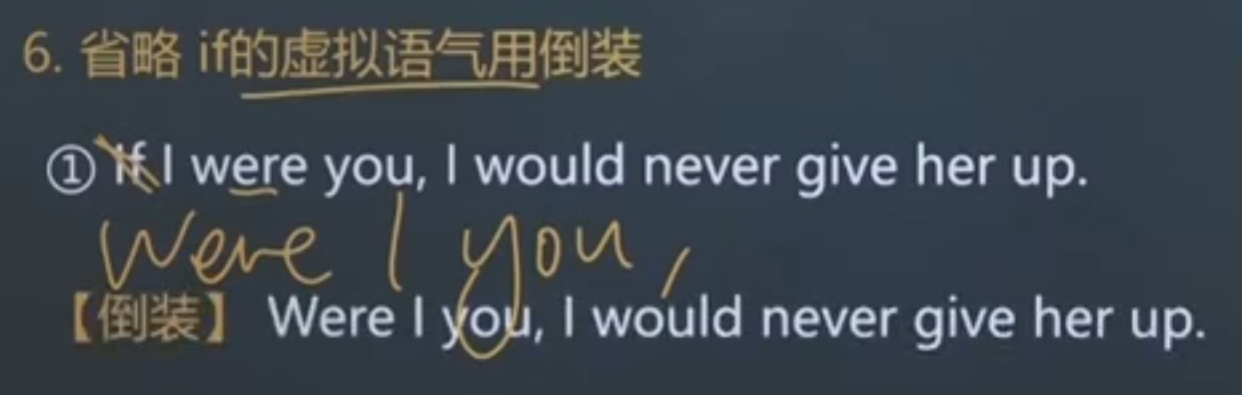 6. 省略 if的虚拟语气用倒装
① If I were you, I would never give her up.
Were I you,
【倒装】 Were I you, I would never give her up.